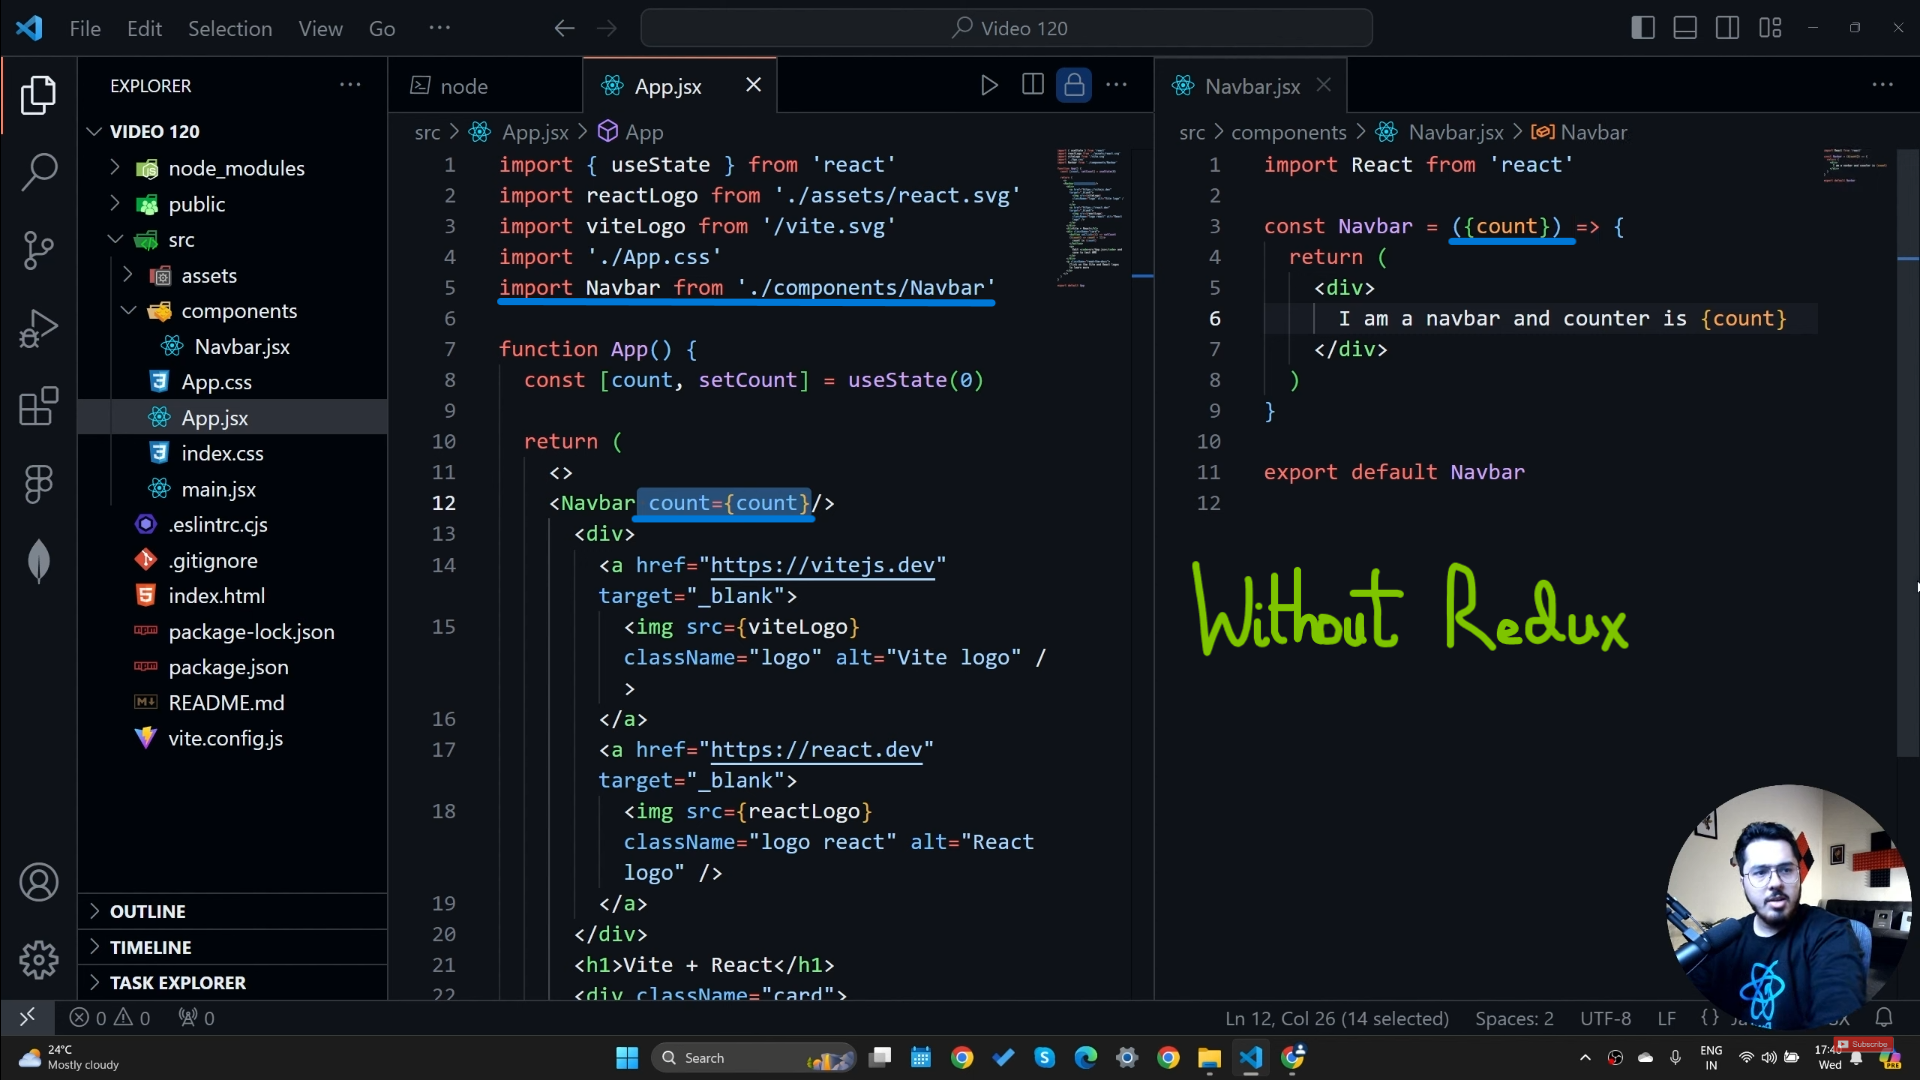 File Edit Selection View Go ···
Video 120
EXPLORER ···
VIDEO 120
node_modules
public
src
assets
components
Navbar.jsx
App.css
App.jsx
index.css
main.jsx
.eslintrc.cjs
.gitignore
index.html
package-lock.json
package.json
README.md
vite.config.js
OUTLINE
TIMELINE
TASK EXPLORER
node
App.jsx
src > App.jsx > App
1 import { useState } from 'react'
2 import reactLogo from './assets/react.svg'
3 import viteLogo from '/vite.svg'
4 import './App.css'
5 import Navbar from './components/Navbar'
6
7 function App() {
8 const [count, setCount] = useState(0)
9
10 return (
11 <>
12 <Navbar count={count}/>
13 <div>
14 <a href="https://vitejs.dev"
target="_blank">
15 <img src={viteLogo}
className="logo" alt="Vite logo" /
>
16 </a>
17 <a href="https://react.dev"
target="_blank">
18 <img src={reactLogo}
className="logo react" alt="React
logo" />
19 </a>
20 </div>
21 <h1>Vite + React</h1>
22 <div className="card">
Navbar.jsx
src > components > Navbar.jsx > Navbar
1 import React from 'react'
2
3 const Navbar = ({count}) => {
4 return (
5 <div>
6 I am a navbar and counter is {count}
7 </div>
8 )
9 }
10
11 export default Navbar
12
Without Redux
0 0 0
Ln 12, Col 26 (14 selected) Spaces: 2 UTF-8 LF {}
24°C
Mostly cloudy
Search
ENG
IN
Wed
Subscribe
PRE